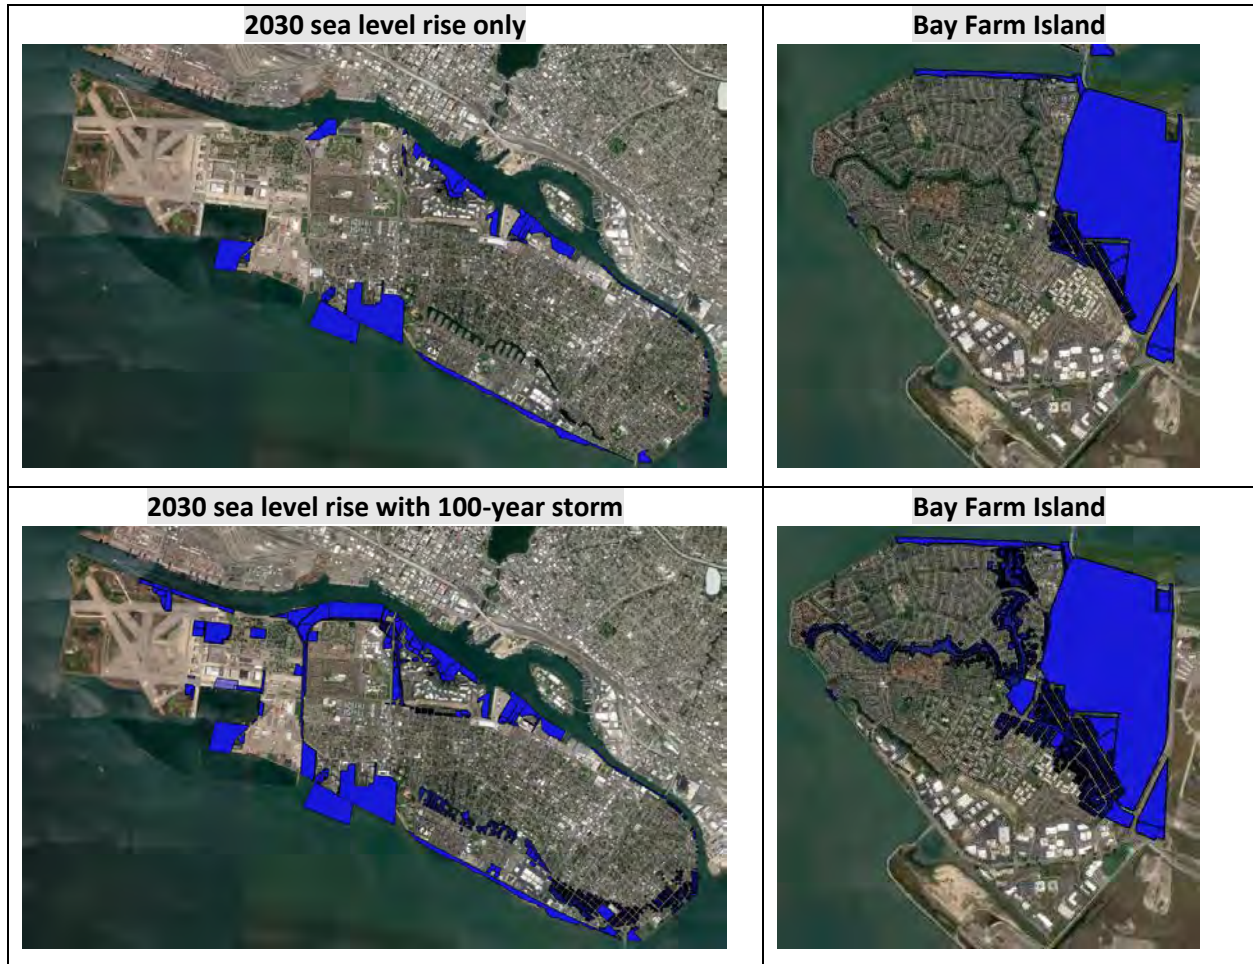 2030 sea level rise only
Bay Farm Island
2030 sea level rise with 100-year storm
Bay Farm Island